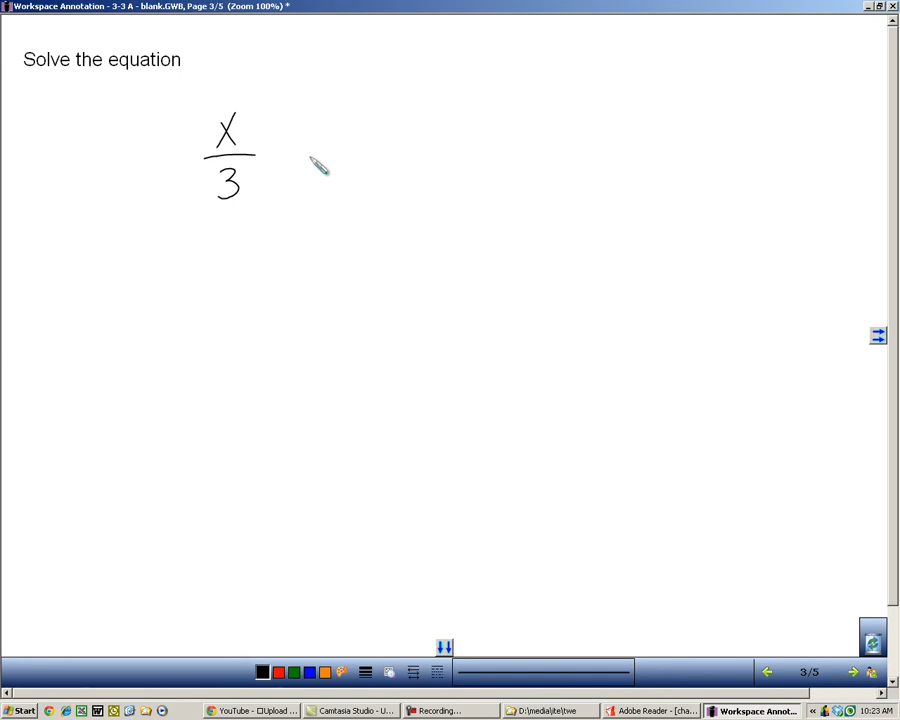 Workspace Annotation - 3-3 A - blank.GWB, Page 3/5 (Zoom 100%) *
Solve the equation
x
3
3/5
Start
YouTube - Upload ...
Camtasia Studio - U...
Recording...
D:\media\ite\twe
Adobe Reader - [cha...
Workspace Annot...
«
10:23 AM